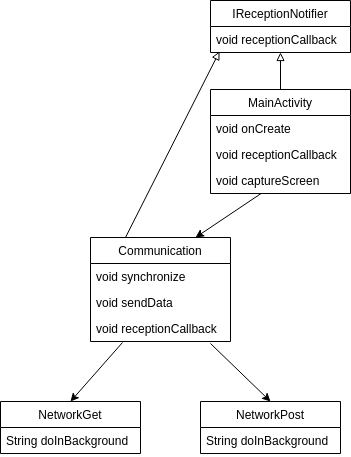 IReceptionNotifier
void receptionCallback
MainActivity
void onCreate
void receptionCallback
void captureScreen
Communication
void synchronize
void sendData
void receptionCallback
NetworkGet
String doInBackground
NetworkPost
String doInBackground